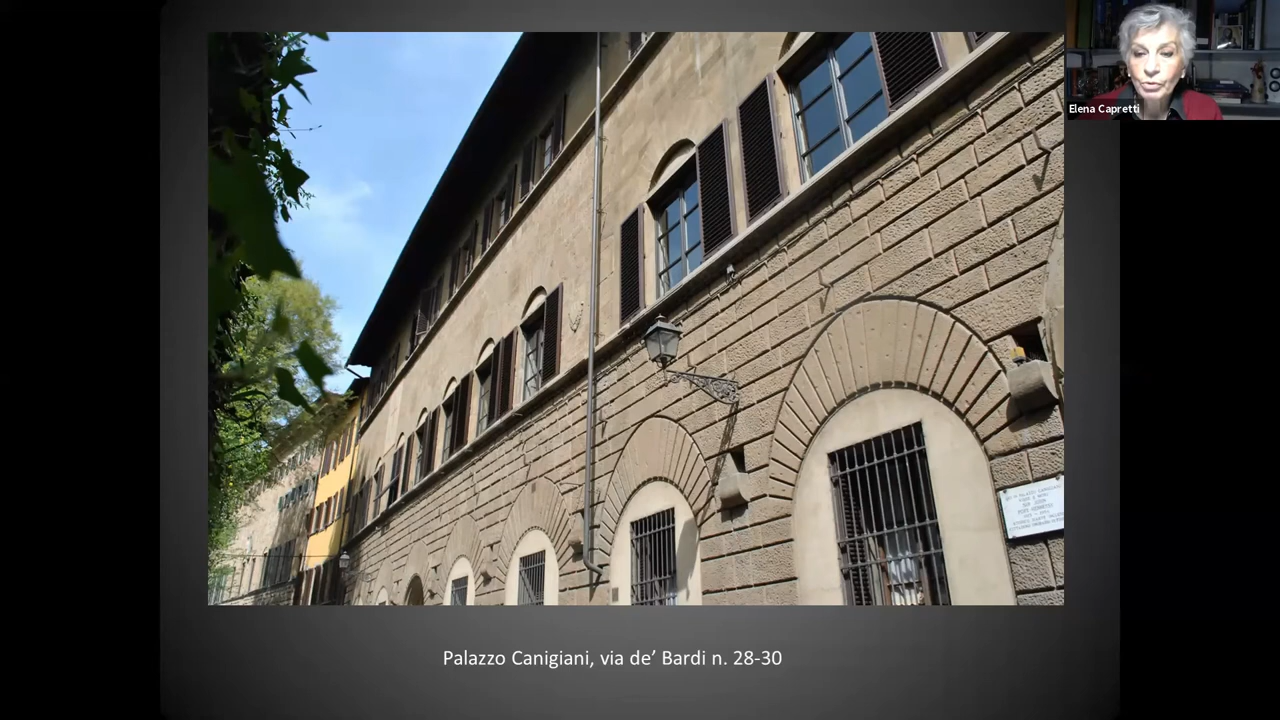 Elena Capretti
Palazzo Canigiani, via de’ Bardi n. 28-30